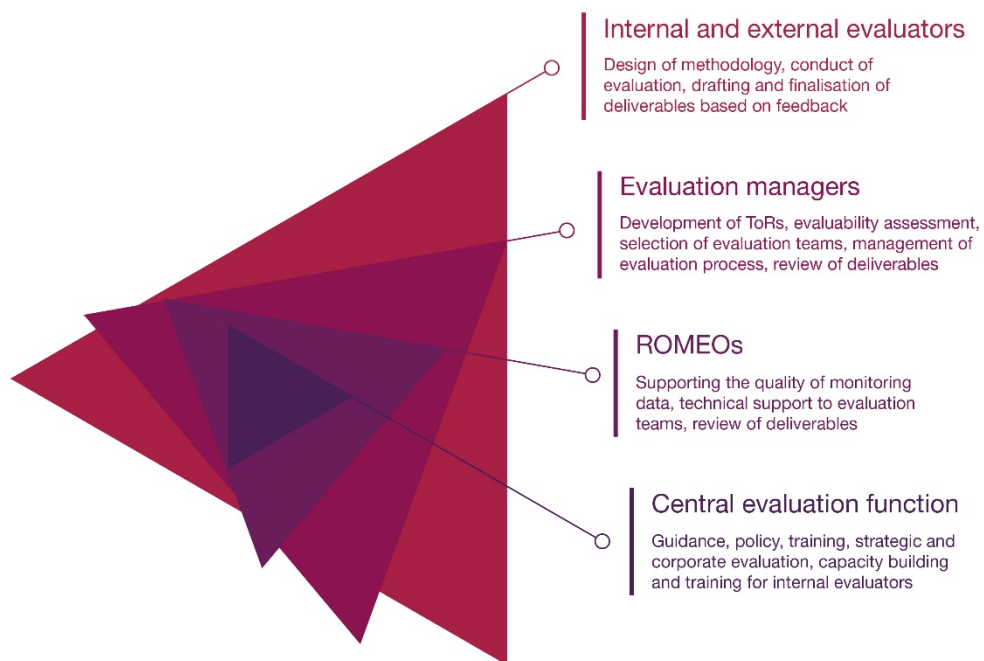 Internal and external evaluators
Design of methodology, conduct of
evaluation, drafting and finalisation of
deliverables based on feedback
Evaluation managers
Development of ToRs, evaluability assessment,
selection of evaluation teams, management of
evaluation process, review of deliverables
ROMEOs
Supporting the quality of monitoring
data, technical support to evaluation
teams, review of deliverables
Central evaluation function
Guidance, policy, training, strategic and
corporate evaluation, capacity building
and training for internal evaluators